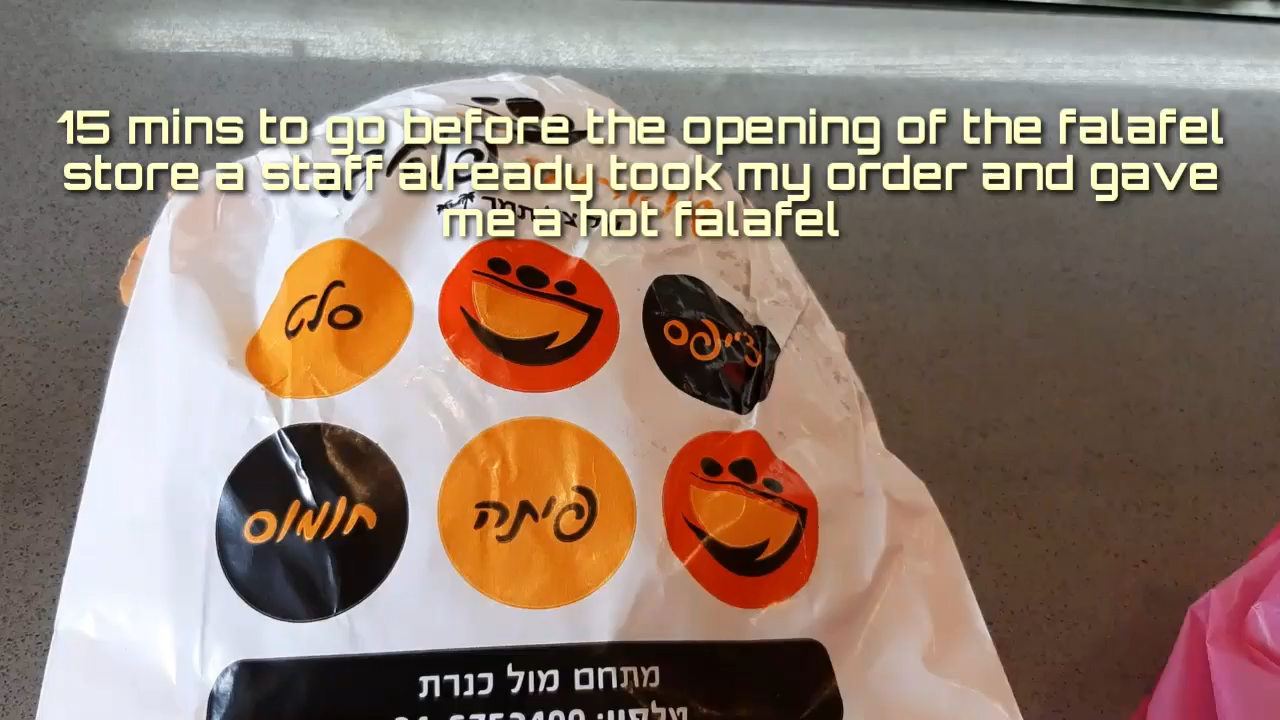 15 mins to go before the opening of the falafel
store a staff already took my order and gave
me a hot falafel
סלט
צ׳יפס
חומוס
פיתה
מתחם מול כנרת
טלפון: